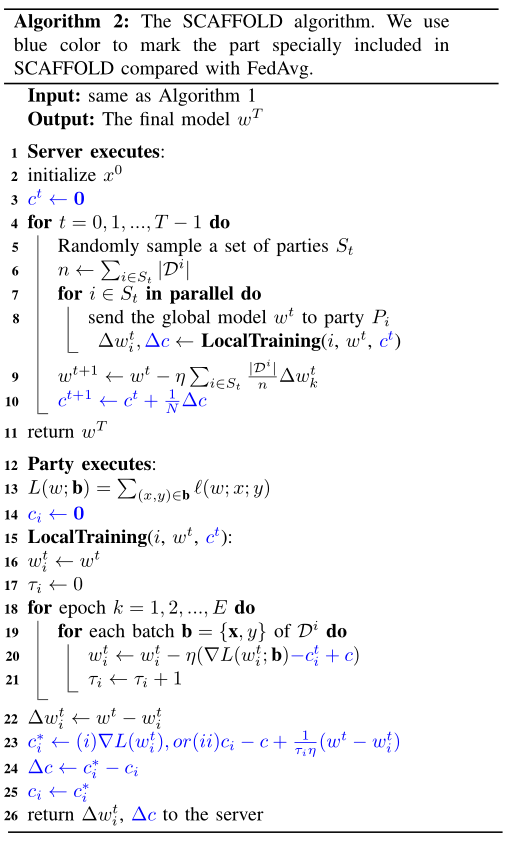 Algorithm 2: The SCAFFOLD algorithm. We use
blue color to mark the part specially included in
SCAFFOLD compared with FedAvg.
Input: same as Algorithm 1
Output: The final model $w^T$
1 Server executes:
2 initialize $x^0$
3 $c^t \leftarrow \mathbf{0}$
4 for $t = 0, 1, ..., T-1$ do
5 Randomly sample a set of parties $S_t$
6 $n \leftarrow \sum_{i \in S_t} |\mathcal{D}^i|$
7 for $i \in S_t$ in parallel do
8 send the global model $w^t$ to party $P_i$
$\Delta w_i^t, \Delta c \leftarrow$ LocalTraining($i$, $w^t$, $c^t$)
9 $w^{t+1} \leftarrow w^t - \eta \sum_{i \in S_t} \frac{|\mathcal{D}^i|}{n} \Delta w_k^t$
10 $c^{t+1} \leftarrow c^t + \frac{1}{N} \Delta c$
11 return $w^T$
12 Party executes:
13 $L(w; \mathbf{b}) = \sum_{(x,y) \in \mathbf{b}} \ell(w; x; y)$
14 $c_i \leftarrow \mathbf{0}$
15 LocalTraining($i$, $w^t$, $c^t$):
16 $w_i^t \leftarrow w^t$
17 $\tau_i \leftarrow 0$
18 for epoch $k = 1, 2, ..., E$ do
19 for each batch $\mathbf{b} = \{\mathbf{x}, y\}$ of $\mathcal{D}^i$ do
20 $w_i^t \leftarrow w_i^t - \eta(\nabla L(w_i^t; \mathbf{b}) - c_i^t + c)$
21 $\tau_i \leftarrow \tau_i + 1$
22 $\Delta w_i^t \leftarrow w^t - w_i^t$
23 $c_i^* \leftarrow (i) \nabla L(w_i^t), or (ii) c_i - c + \frac{1}{\tau_i \eta}(w^t - w_i^t)$
24 $\Delta c \leftarrow c_i^* - c_i$
25 $c_i \leftarrow c_i^*$
26 return $\Delta w_i^t$, $\Delta c$ to the server